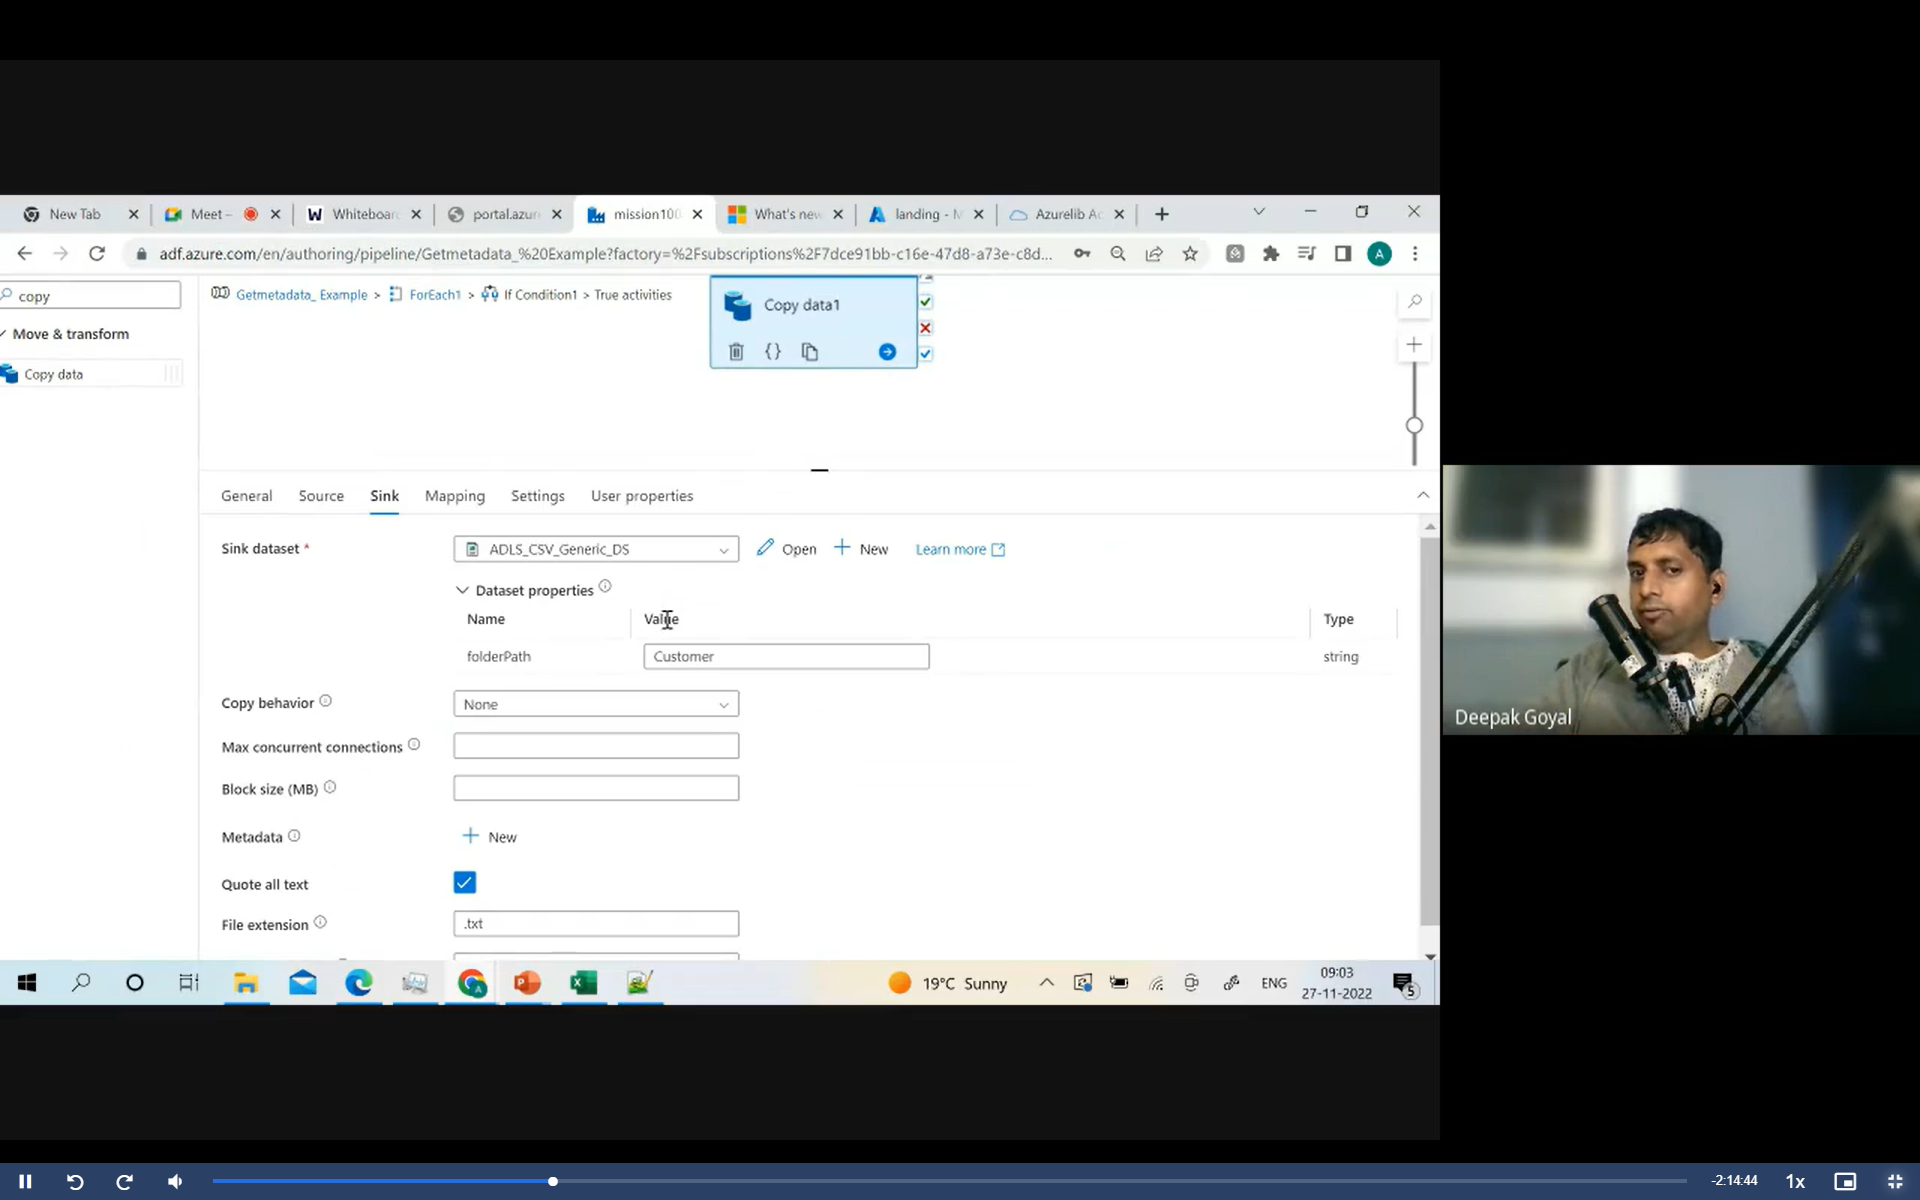 New Tab
Meet -
Whiteboar
portal.azur
mission100
What's new
landing - M
Azurelib Ac
adf.azure.com/en/authoring/pipeline/Getmetadata_%20Example?factory=%2Fsubscriptions%2F7dce91bb-c16e-47d8-a73e-c8d...
A
copy
Getmetadata_ Example > ForEach1 > If Condition1 > True activities
Copy data1
Move & transform
Copy data
General Source Sink Mapping Settings User properties
Sink dataset * ADLS_CSV_Generic_DS Open New Learn more
Dataset properties
Name Value Type
folderPath Customer string
Copy behavior None
Max concurrent connections
Block size (MB)
Metadata New
Quote all text
File extension .txt
Deepak Goyal
19°C Sunny ENG 09:03
27-11-2022
5
-2:14:44 1x